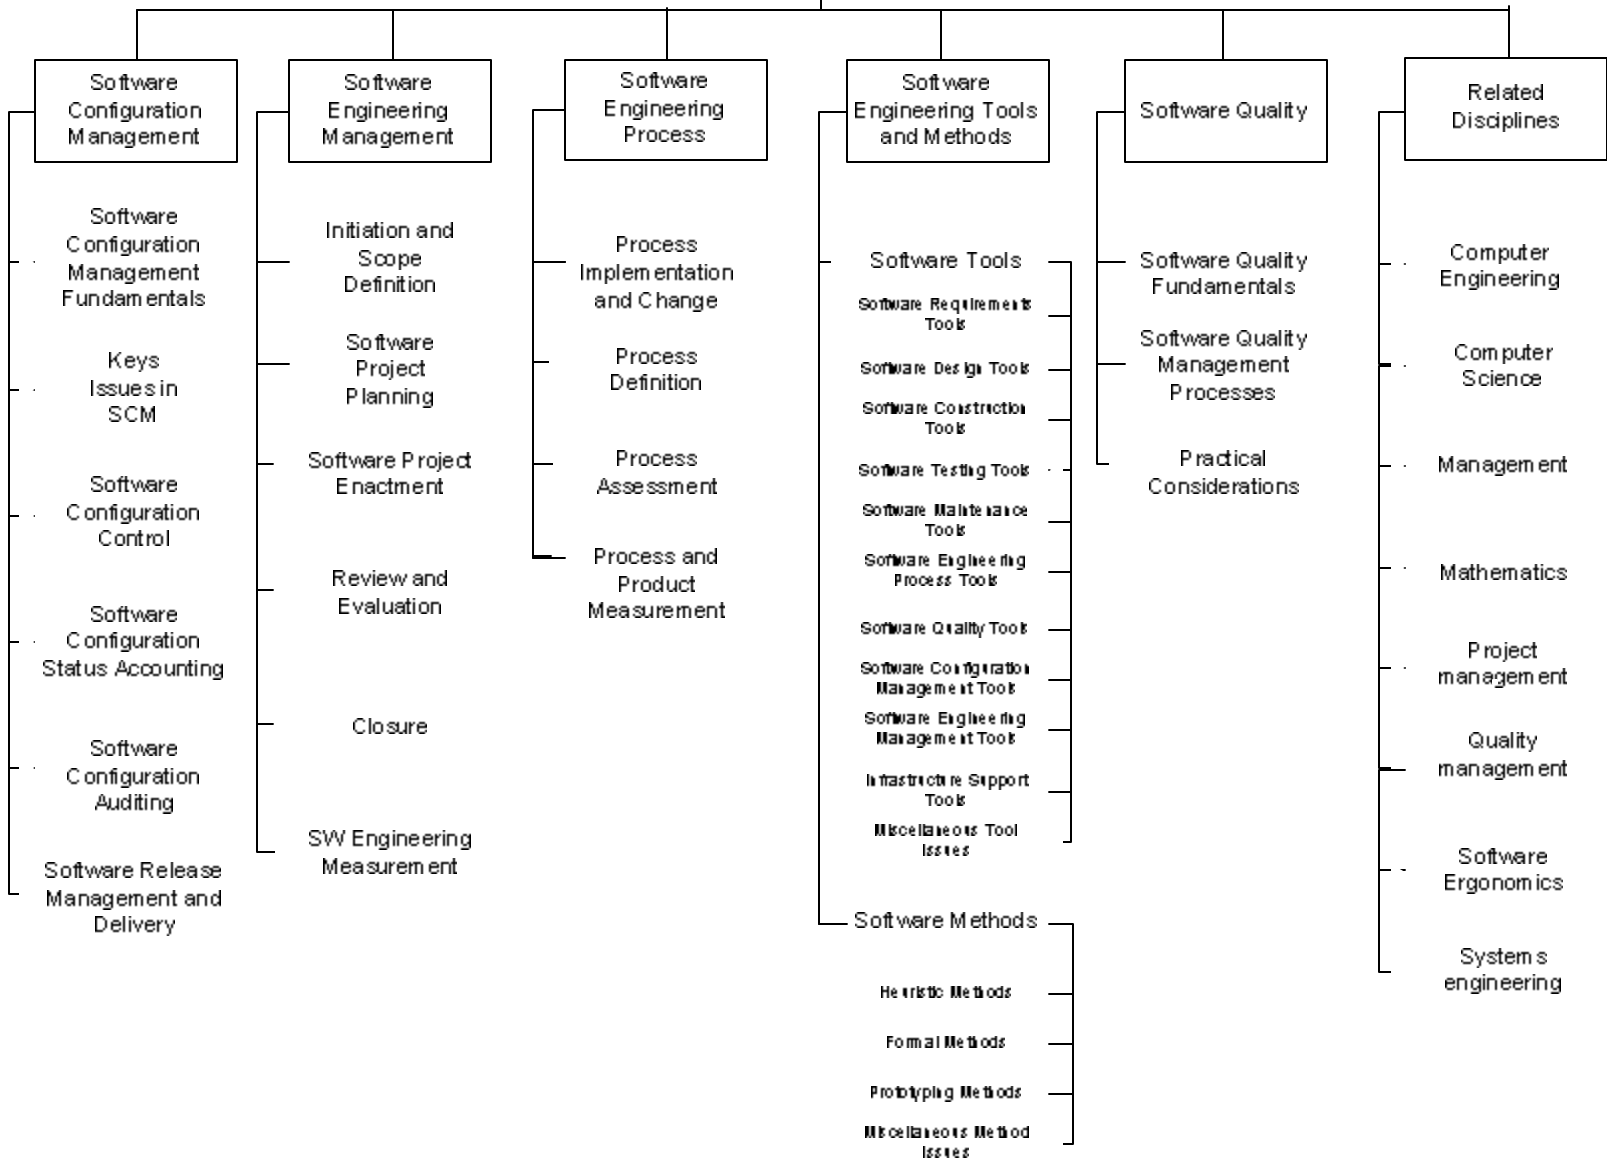 Software
Configuration
Management
Software
Configuration
Management
Fundamentals
Keys
Issues in
SCM
Software
Configuration
Control
Software
Configuration
Status Accounting
Software
Configuration
Auditing
Software Release
Management and
Delivery
Software
Engineering
Management
Initiation and
Scope
Definition
Software
Project
Planning
Software Project
Enactment
Review and
Evaluation
Closure
SW Engineering
Measurement
Software
Engineering
Process
Process
Implementation
and Change
Process
Definition
Process
Assessment
Process and
Product
Measurement
Software
Engineering Tools
and Methods
Software Tools
Software Requirements
Tools
Software Design Tools
Software Construction
Tools
Software Testing Tools
Software Maintenance
Tools
Software Engineering
Process Tools
Software Quality Tools
Software Configuration
Management Tools
Software Engineering
Management Tools
Infrastructure Support
Tools
Miscellaneous Tool
Issues
Software Methods
Heuristic Methods
Formal Methods
Prototyping Methods
Miscellaneous Method
Issues
Software Quality
Software Quality
Fundamentals
Software Quality
Management
Processes
Practical
Considerations
Related
Disciplines
Computer
Engineering
Computer
Science
Management
Mathematics
Project
management
Quality
management
Software
Ergonomics
Systems
engineering